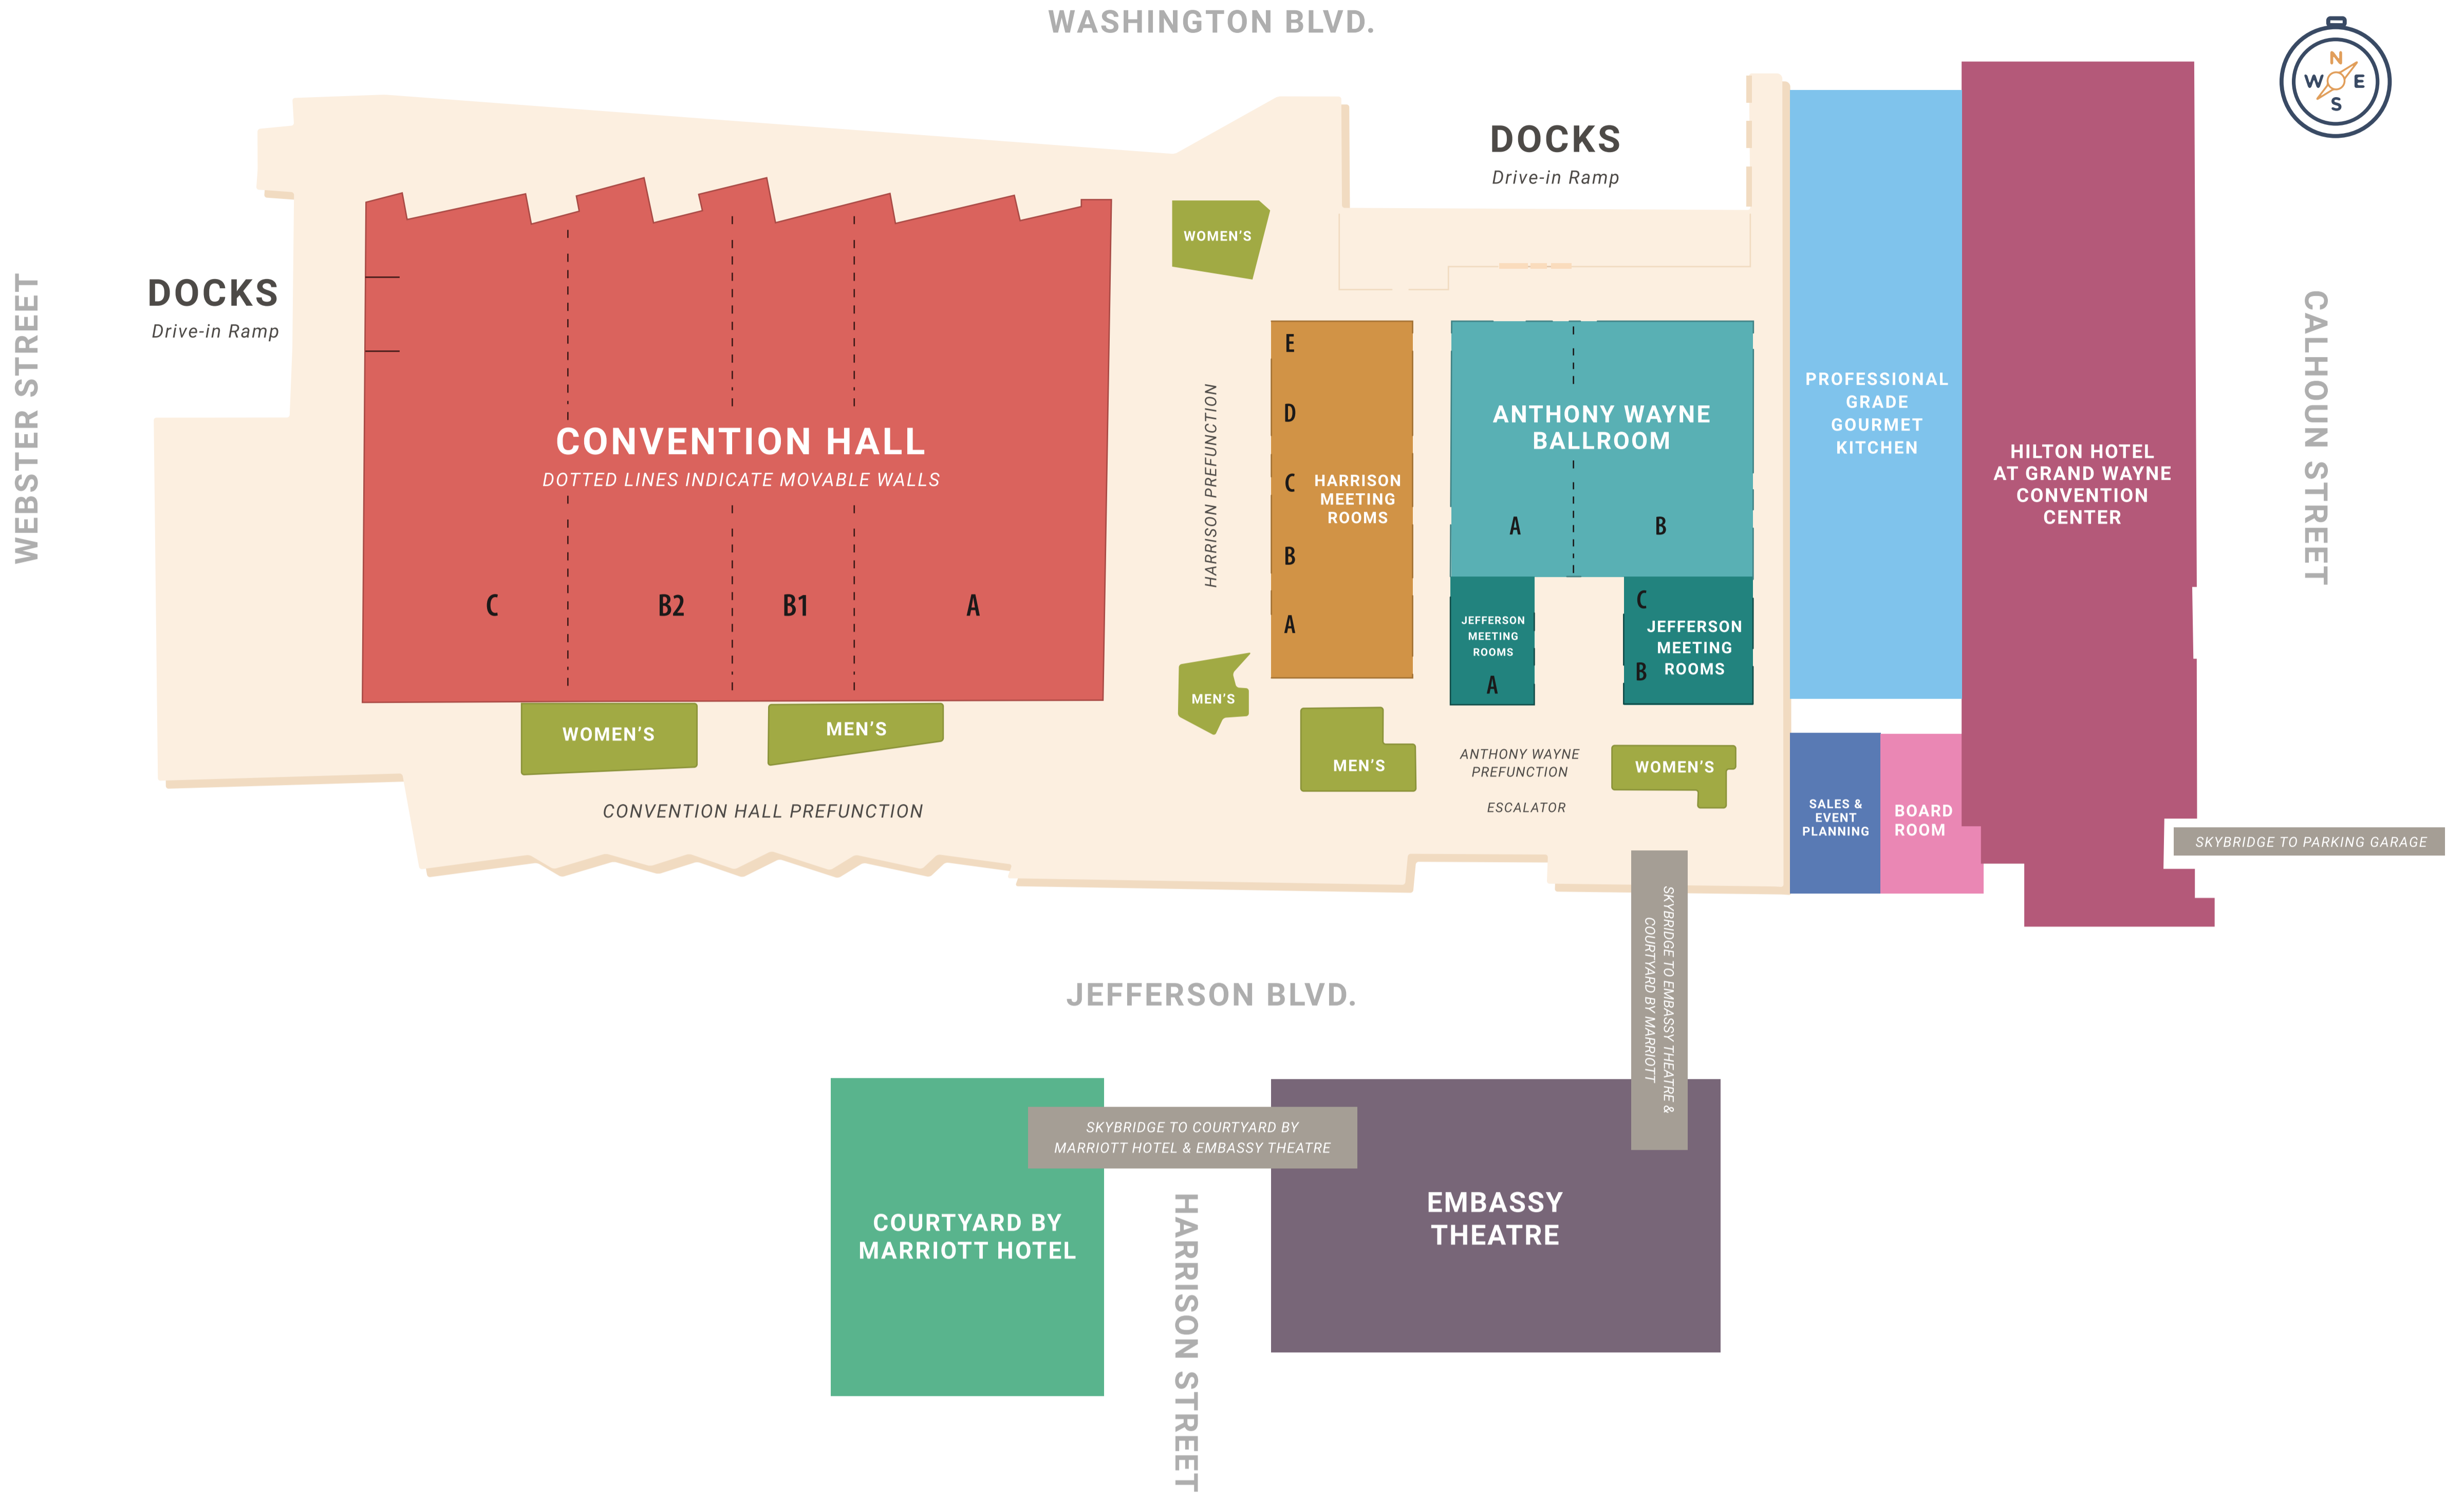 WASHINGTON BLVD.
N
W
E
S
DOCKS
Drive-in Ramp
WOMEN'S
DOCKS
Drive-in Ramp
WEBSTER STREET
CALHOUN STREET
CONVENTION HALL
DOTTED LINES INDICATE MOVABLE WALLS
C
B2
B1
A
HARRISON PREFUNCTION
E
D
C
B
A
HARRISON
MEETING
ROOMS
ANTHONY WAYNE
BALLROOM
A
B
JEFFERSON
MEETING
ROOMS
A
C
JEFFERSON
MEETING
ROOMS
B
PROFESSIONAL
GRADE
GOURMET
KITCHEN
HILTON HOTEL
AT GRAND WAYNE
CONVENTION
CENTER
WOMEN'S
MEN'S
MEN'S
MEN'S
ANTHONY WAYNE
PREFUNCTION
ESCALATOR
WOMEN'S
CONVENTION HALL PREFUNCTION
SALES &
EVENT
PLANNING
BOARD
ROOM
SKYBRIDGE TO PARKING GARAGE
SKYBRIDGE TO EMBASSY THEATRE &
COURTYARD BY MARRIOTT
JEFFERSON BLVD.
SKYBRIDGE TO COURTYARD BY
MARRIOTT HOTEL & EMBASSY THEATRE
COURTYARD BY
MARRIOTT HOTEL
EMBASSY
THEATRE
HARRISON STREET